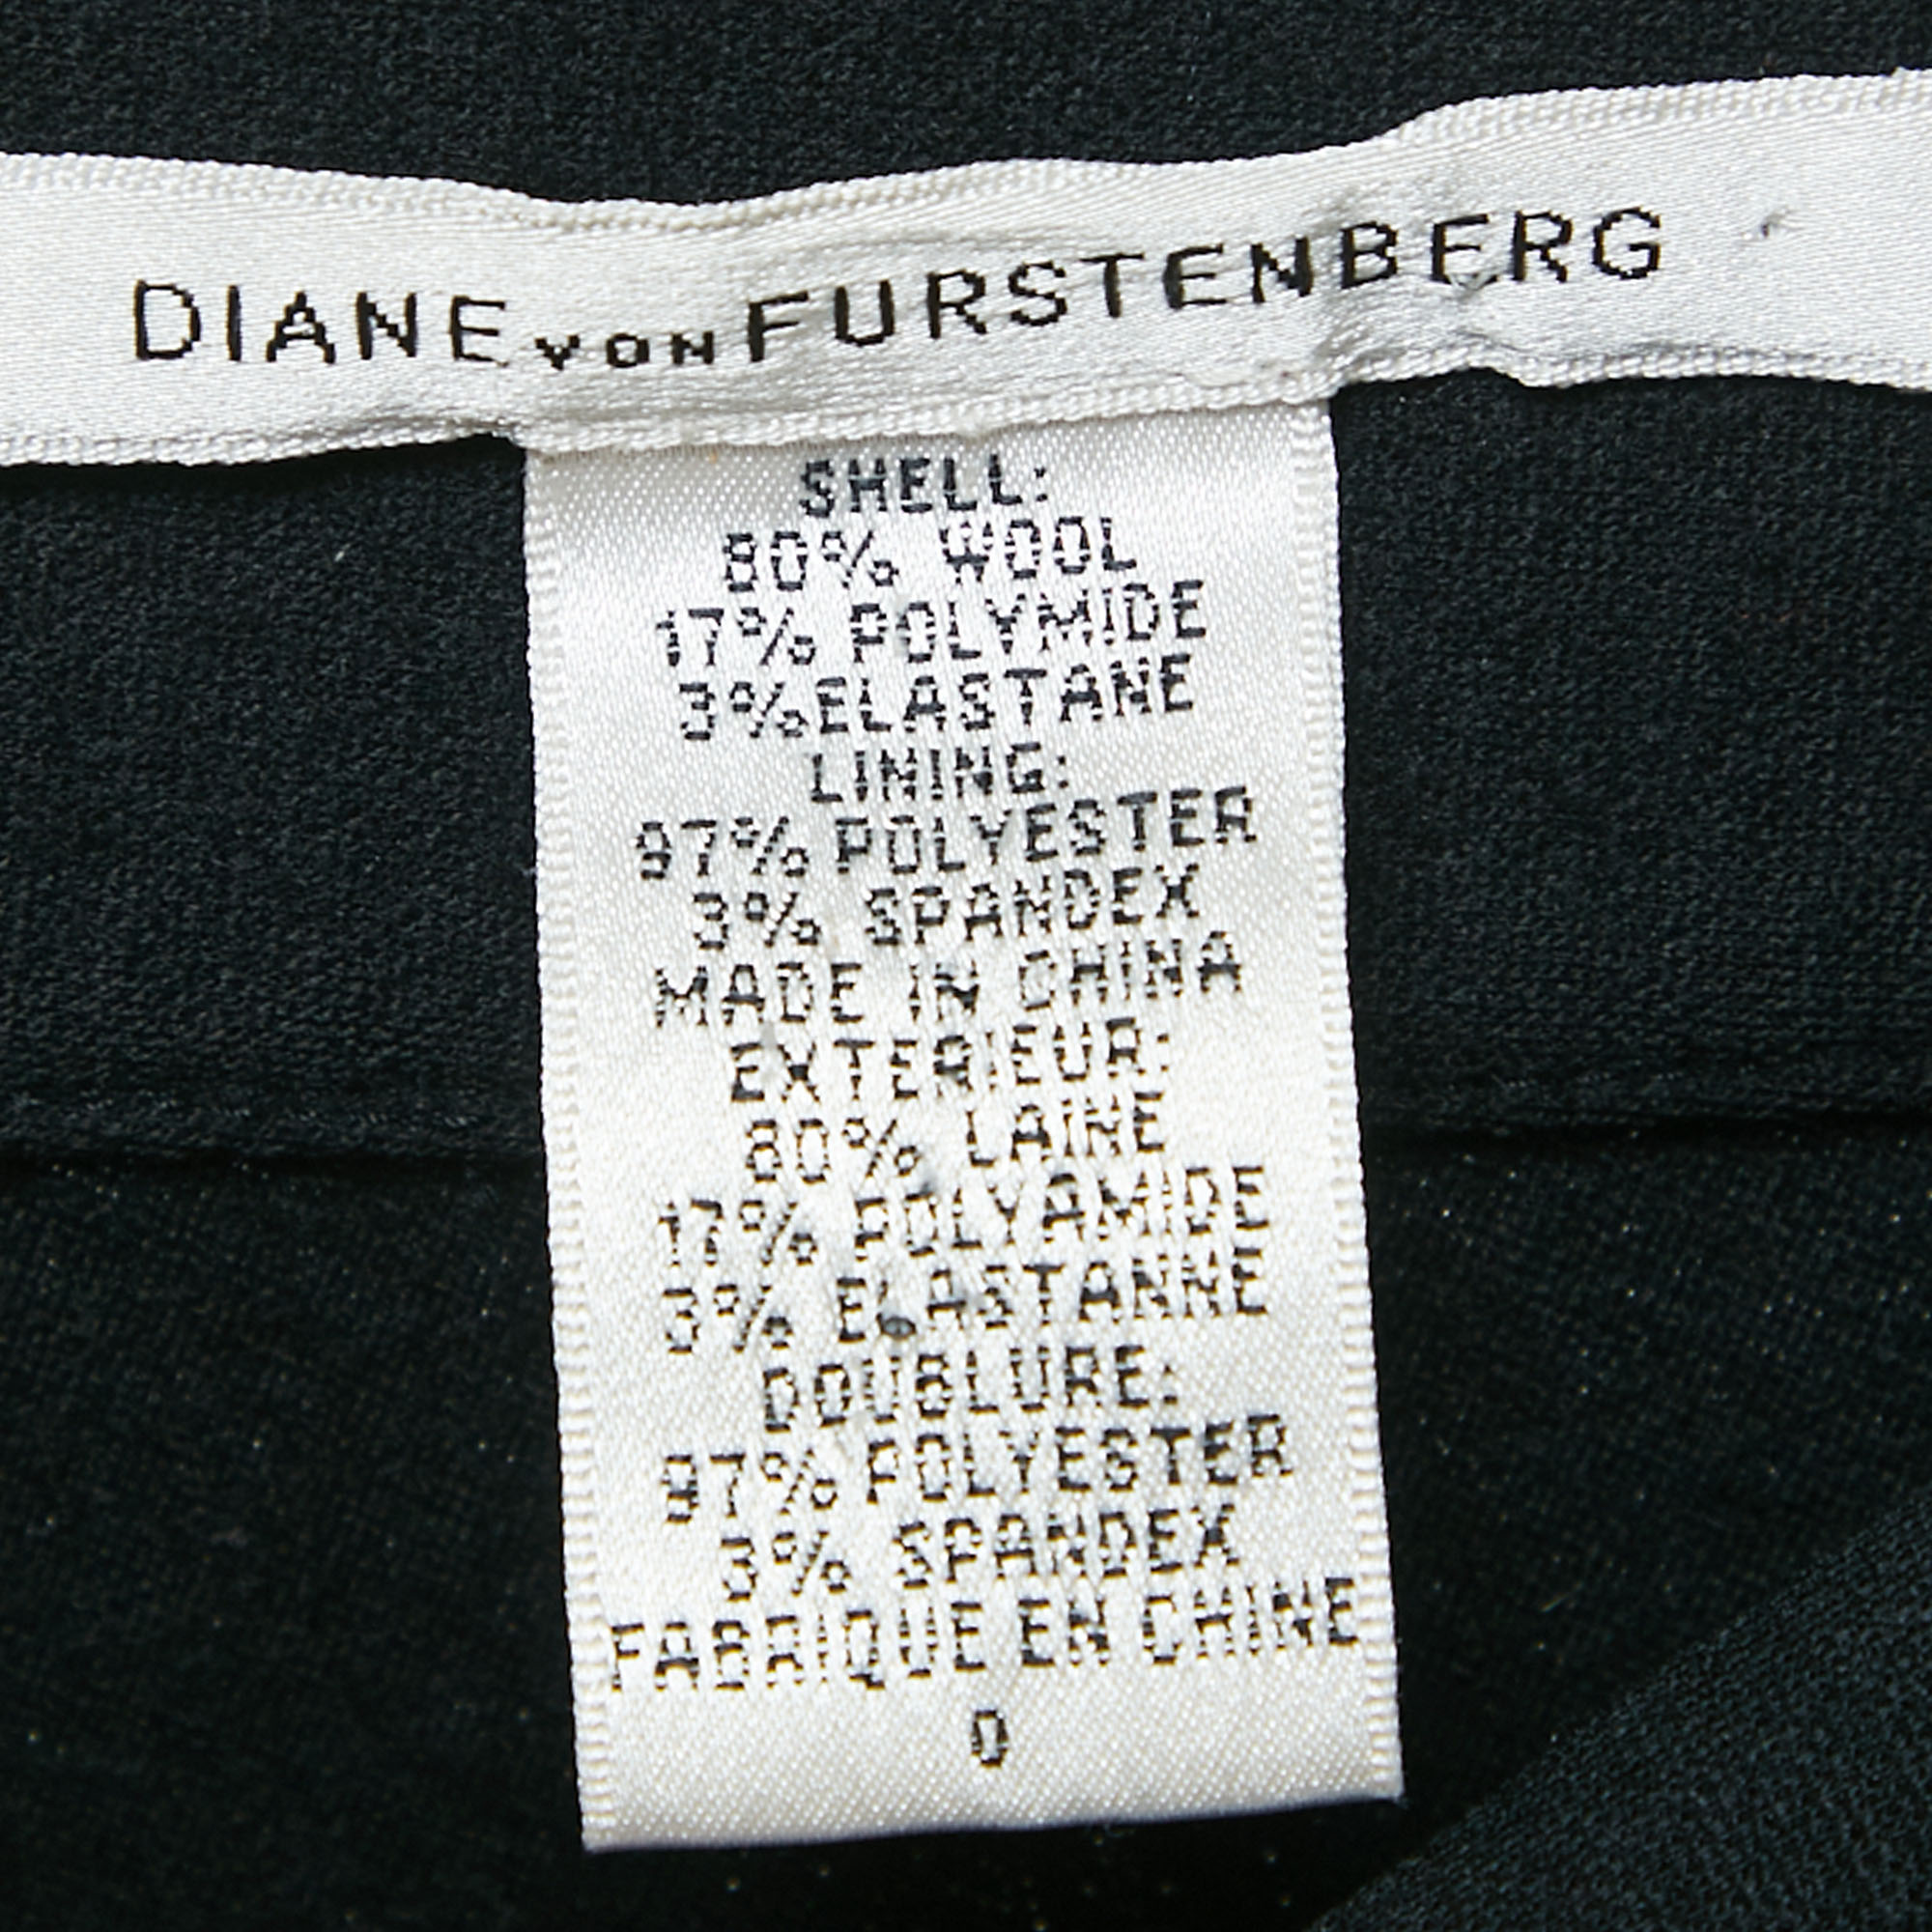 DIANE VON FURSTENBERG
SHELL:
80% WOOL
17% POLYMIDE
3% ELASTANE
LINING:
97% POLYESTER
3% SPANDEX
MADE IN CHINA
EXTERIEUR:
80% LAINE
17% POLYAMIDE
3% ELASTANNE
DOUBLURE:
97% POLYESTER
3% SPANDEX
FABRIQUE EN CHINE
0